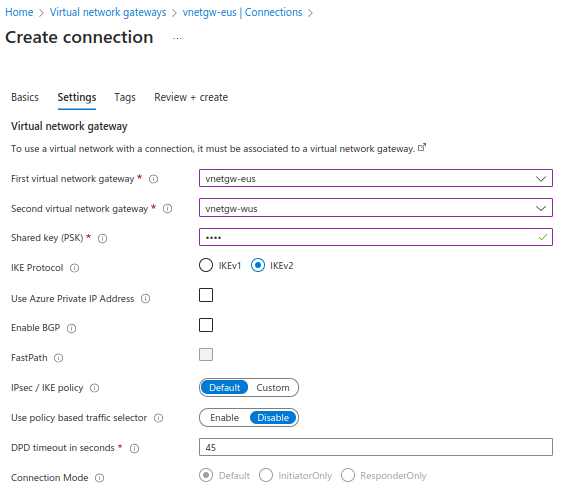 Home > Virtual network gateways > vnetgw-eus | Connections >
Create connection ...
Basics Settings Tags Review + create
Virtual network gateway
To use a virtual network with a connection, it must be associated to a virtual network gateway.
First virtual network gateway * vnetgw-eus
Second virtual network gateway * vnetgw-wus
Shared key (PSK) * ••••
IKE Protocol IKEv1 IKEv2
Use Azure Private IP Address
Enable BGP
FastPath
IPsec / IKE policy Default Custom
Use policy based traffic selector Enable Disable
DPD timeout in seconds * 45
Connection Mode Default InitiatorOnly ResponderOnly